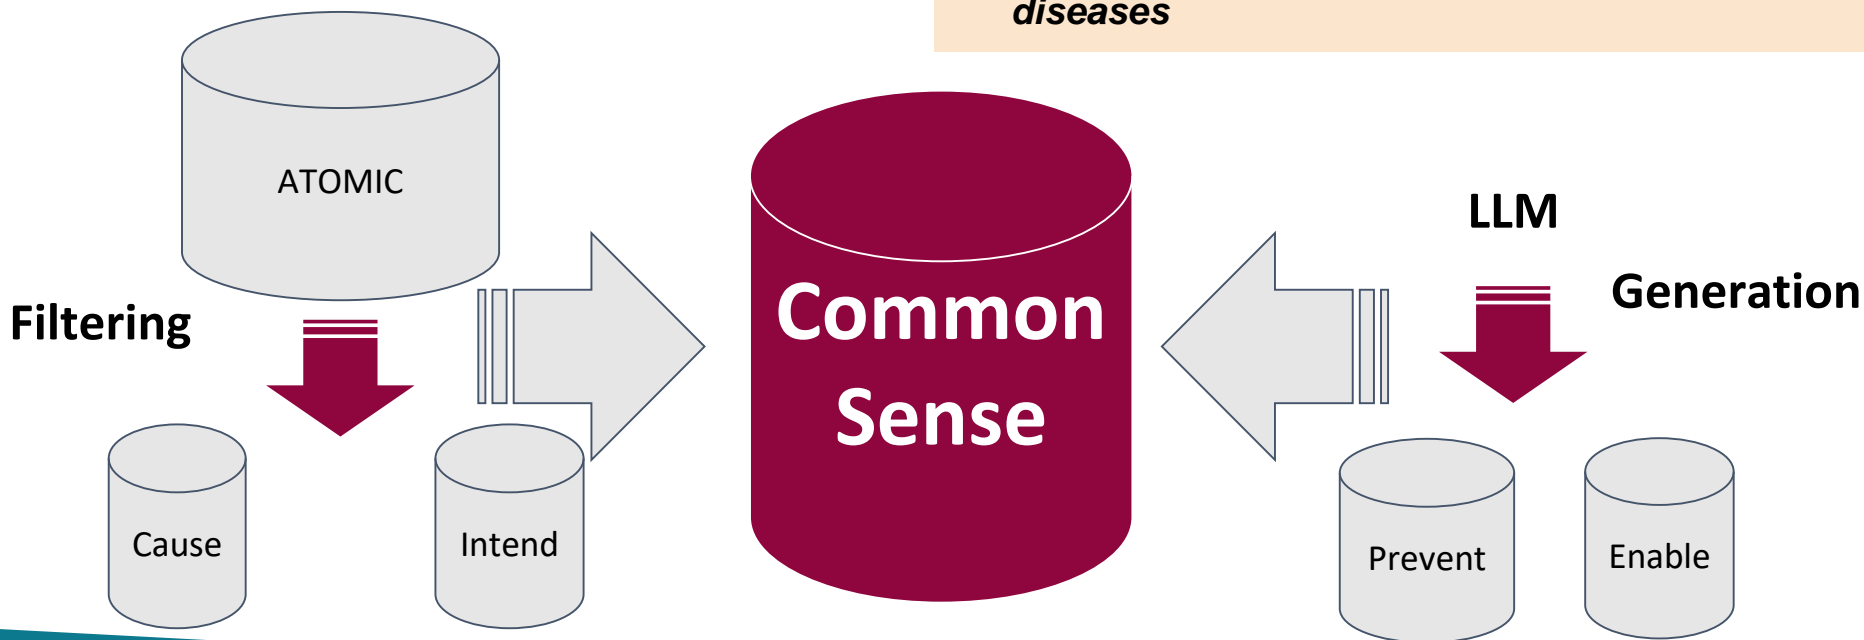 diseases
ATOMIC
LLM
Generation
Filtering
Common
Sense
Cause
Intend
Prevent
Enable